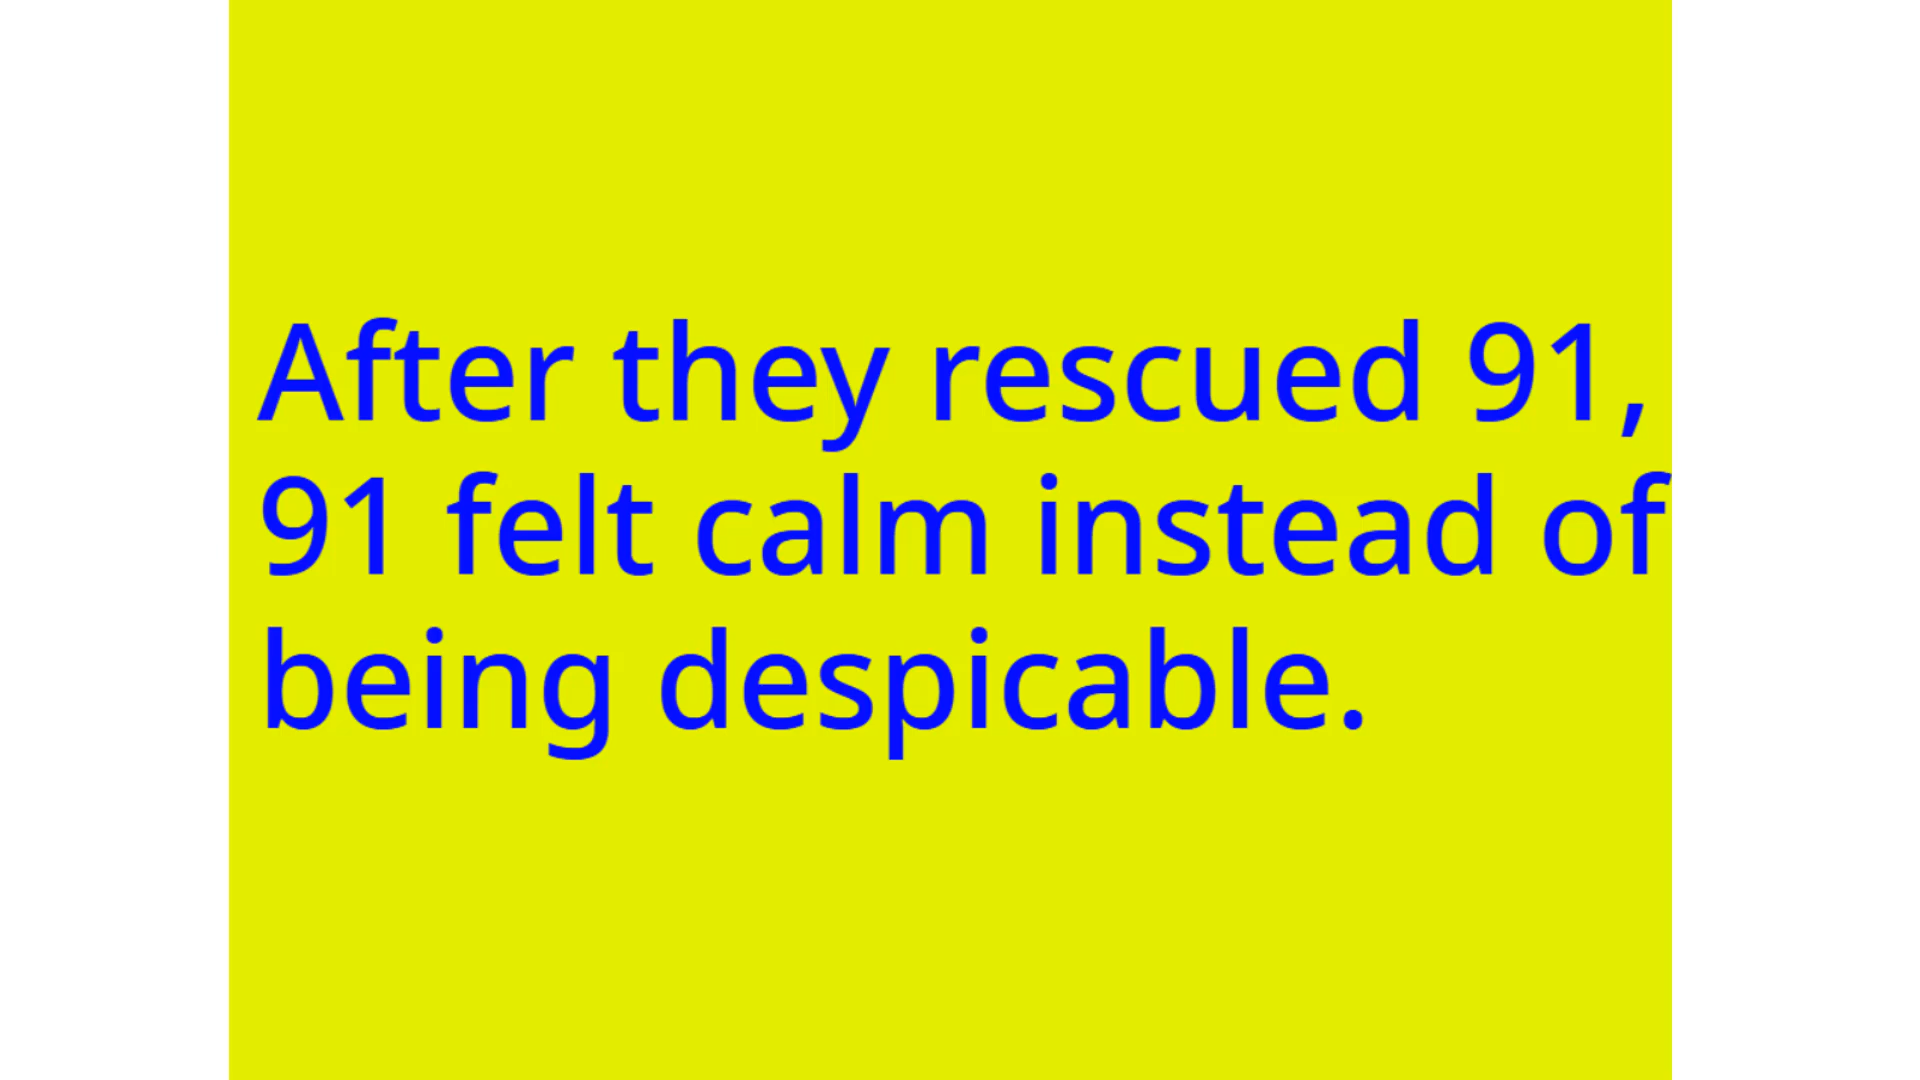 After they rescued 91,
91 felt calm instead of
being despicable.